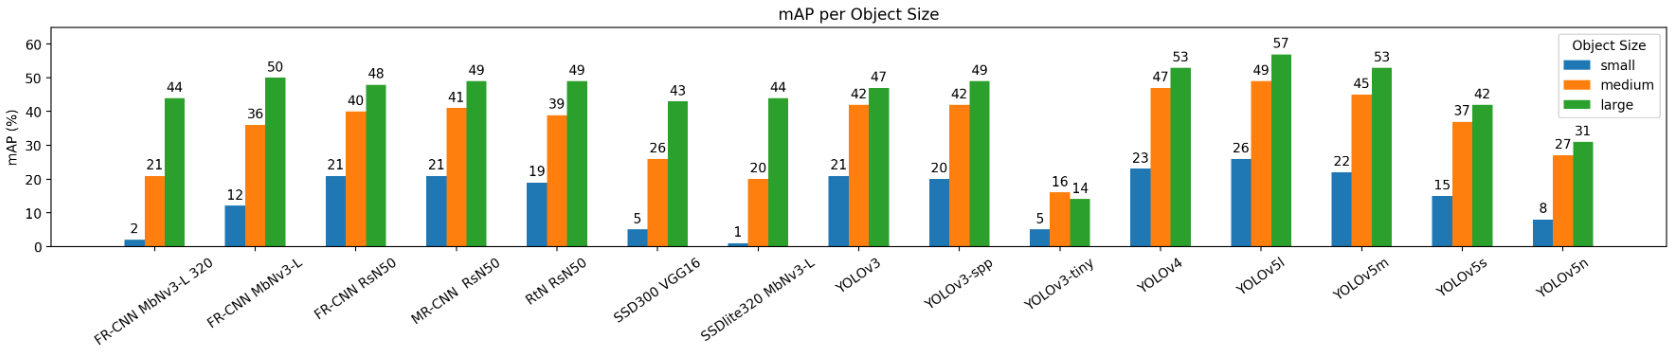 mAP per Object Size
mAP (%)
60
50
40
30
20
10
0
2 21 44
12 36 50
21 40 48
21 41 49
19 39 49
5 26 43
1 20 44
21 42 47
20 42 49
5 16 14
23 47 53
26 49 57
22 45 53
15 37 42
8 27 31
Object Size
small
medium
large
FR-CNN MbNv3-L 320
FR-CNN MbNv3-L
FR-CNN RsN50
MR-CNN RsN50
RtN RsN50
SSD300 VGG16
SSDlite320 MbNv3-L
YOLOv3
YOLOv3-spp
YOLOv3-tiny
YOLOv4
YOLOv5l
YOLOv5m
YOLOv5s
YOLOv5n